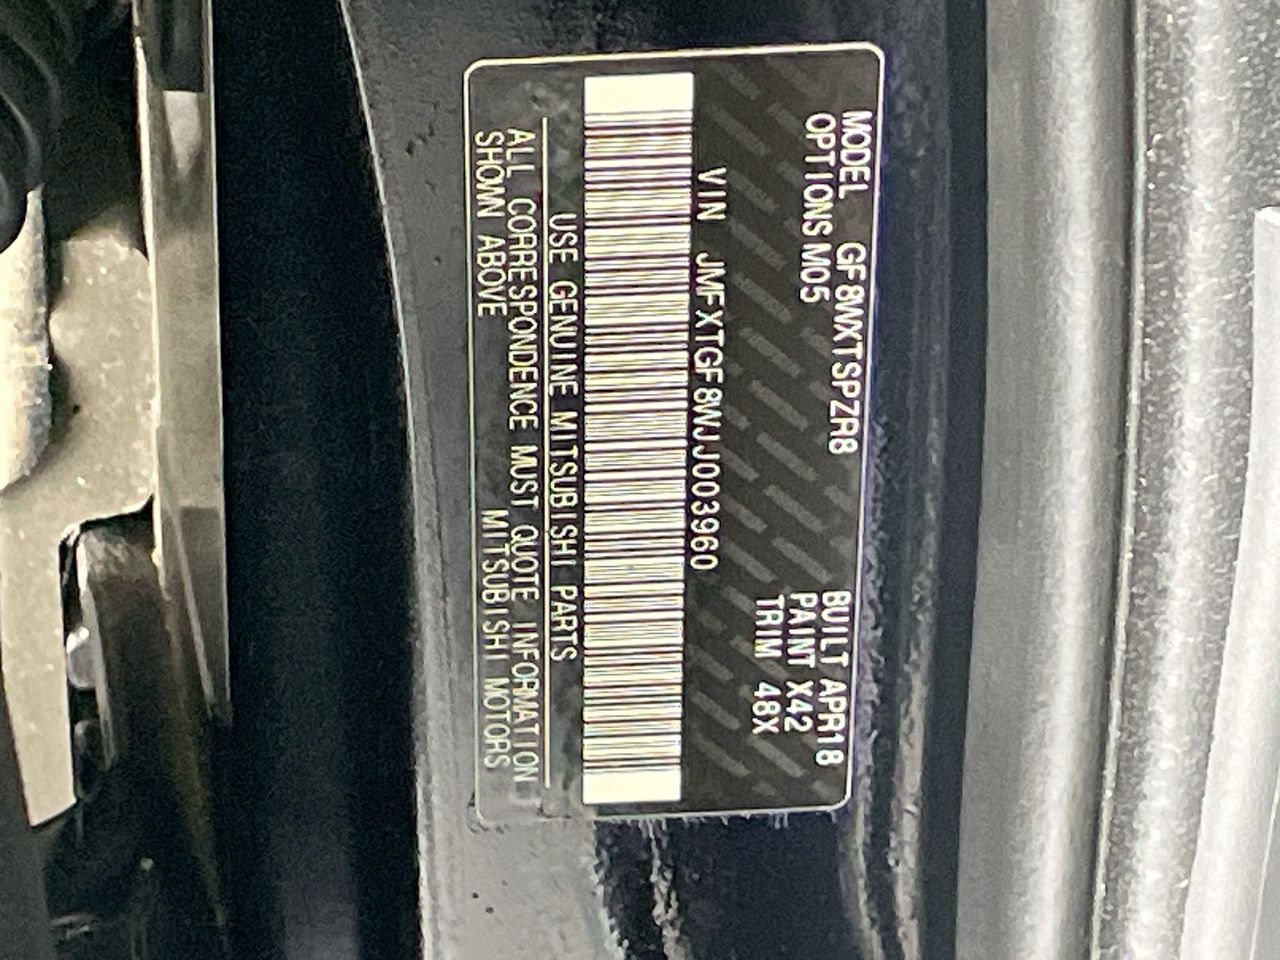 MODEL GF8WXTSPZR8
OPTIONS M05
BUILT APR18
PAINT X42
TRIM 48X
VIN JMFXTGF8WJJ003960
USE GENUINE MITSUBISHI PARTS
ALL CORRESPONDENCE MUST QUOTE INFORMATION
SHOWN ABOVE MITSUBISHI MOTORS